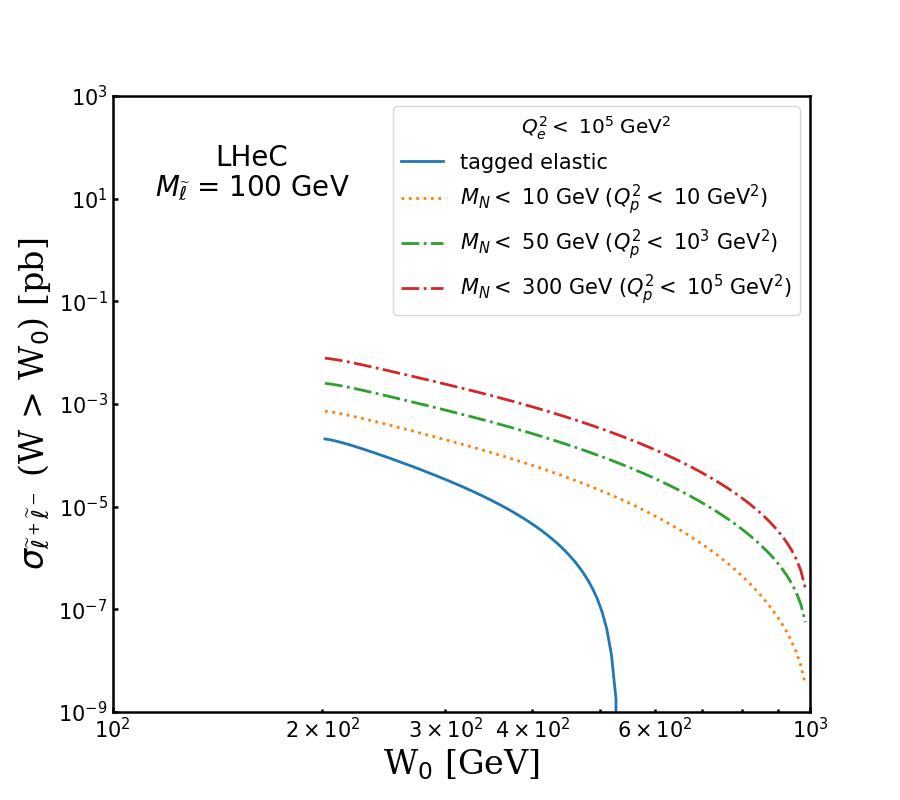 LHeC
M_ℓ̃ = 100 GeV
Q_e^2 < 10^5 GeV^2
tagged elastic
M_N < 10 GeV (Q_p^2 < 10 GeV^2)
M_N < 50 GeV (Q_p^2 < 10^3 GeV^2)
M_N < 300 GeV (Q_p^2 < 10^5 GeV^2)
σ_ℓ̃^+ ℓ̃^- (W > W_0) [pb]
10^3
10^1
10^−1
10^−3
10^−5
10^−7
10^−9
10^2 2 × 10^2 3 × 10^2 4 × 10^2 6 × 10^2 10^3
W_0 [GeV]